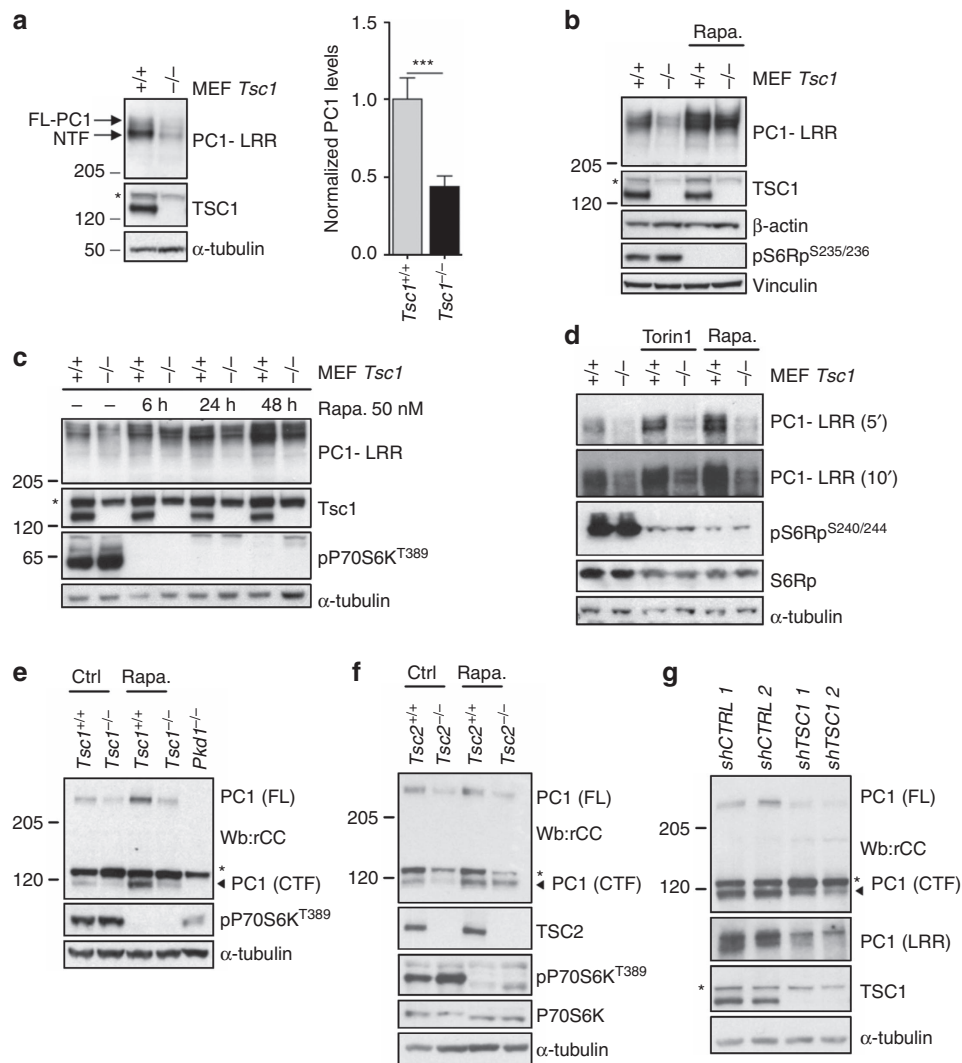 a
+/+ –/– MEF Tsc1
FL-PC1
NTF
PC1- LRR
205
*
120
TSC1
50
α-tubulin
Normalized PC1 levels
1.5
1.0
0.5
0.0
***
Tsc1+/+
Tsc1–/–
b
Rapa.
+/+ –/– +/+ –/– MEF Tsc1
PC1- LRR
205
*
120
TSC1
β-actin
pS6RpS235/236
Vinculin
c
+/+ –/– +/+ –/– +/+ –/– +/+ –/– MEF Tsc1
– – 6 h 24 h 48 h Rapa. 50 nM
PC1- LRR
205
*
Tsc1
120
65
pP70S6KT389
α-tubulin
d
Torin1 Rapa.
+/+ –/– +/+ –/– +/+ –/– MEF Tsc1
PC1- LRR (5′)
PC1- LRR (10′)
pS6RpS240/244
S6Rp
α-tubulin
e
Ctrl Rapa.
Tsc1+/+ Tsc1–/– Tsc1+/+ Tsc1–/– Pkd1–/–
PC1 (FL)
205
Wb:rCC
*
120
PC1 (CTF)
pP70S6KT389
α-tubulin
f
Ctrl Rapa.
Tsc2+/+ Tsc2–/– Tsc2+/+ Tsc2–/–
PC1 (FL)
205
Wb:rCC
*
120
PC1 (CTF)
TSC2
pP70S6KT389
P70S6K
α-tubulin
g
shCTRL 1 shCTRL 2 shTSC1 1 shTSC1 2
PC1 (FL)
205
Wb:rCC
*
120
PC1 (CTF)
PC1 (LRR)
*
TSC1
α-tubulin